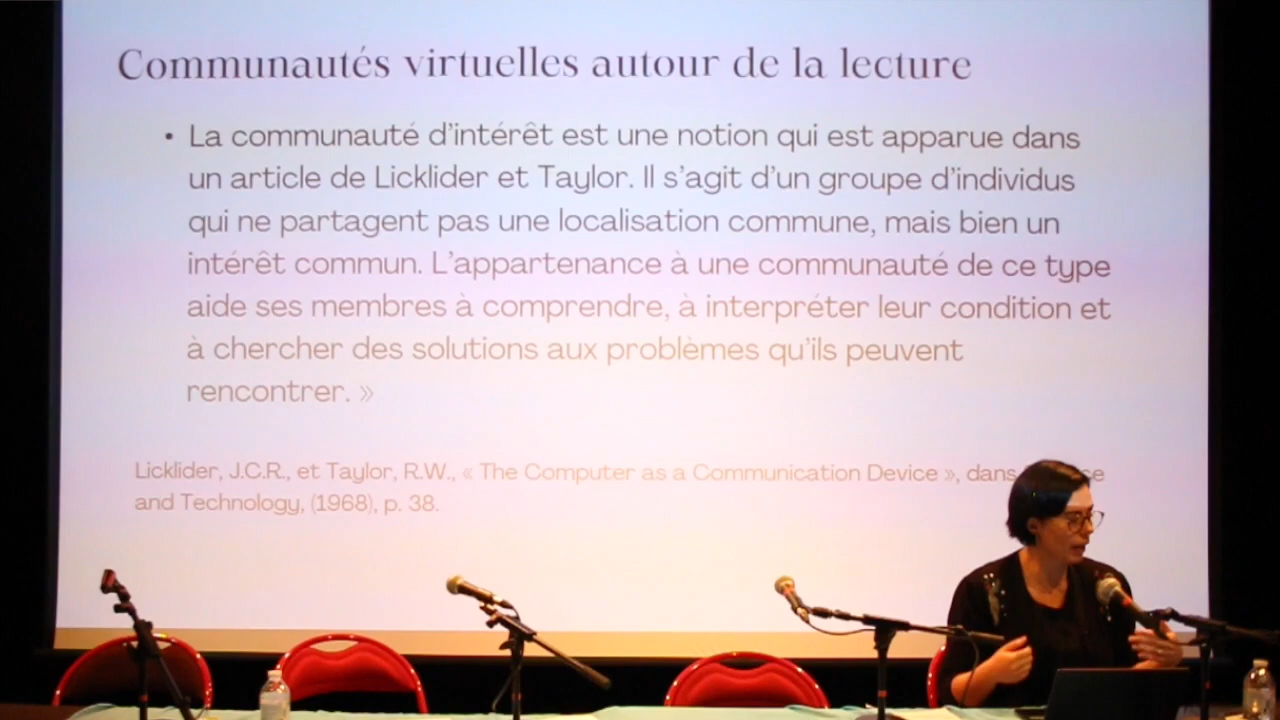 Communautés virtuelles autour de la lecture
• La communauté d'intérêt est une notion qui est apparue dans
un article de Licklider et Taylor. Il s'agit d'un groupe d'individus
qui ne partagent pas une localisation commune, mais bien un
intérêt commun. L'appartenance à une communauté de ce type
aide ses membres à comprendre, à interpréter leur condition et
à chercher des solutions aux problèmes qu'ils peuvent
rencontrer. »
Licklider, J.C.R., et Taylor, R.W., « The Computer as a Communication Device », dans
and Technology, (1968), p. 38.